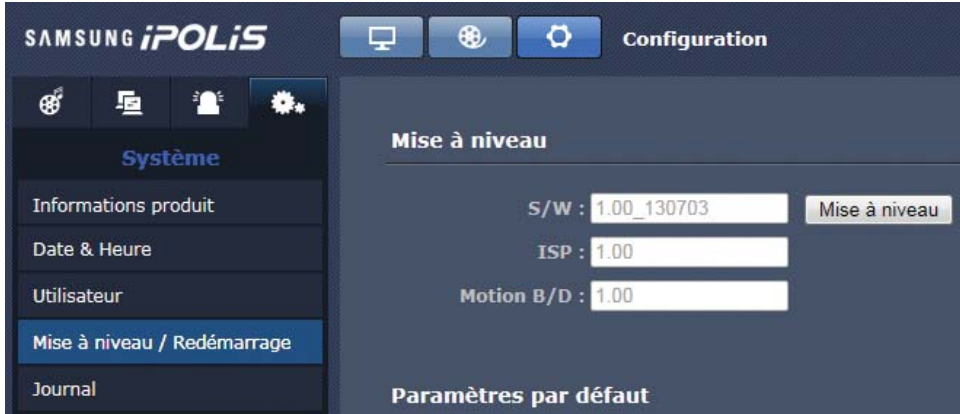 SAMSUNG iPOLiS
Configuration
Système
Informations produit
Date & Heure
Utilisateur
Mise à niveau / Redémarrage
Journal
Mise à niveau
S/W : 1.00_130703 Mise à niveau
ISP : 1.00
Motion B/D : 1.00
Paramètres par défaut